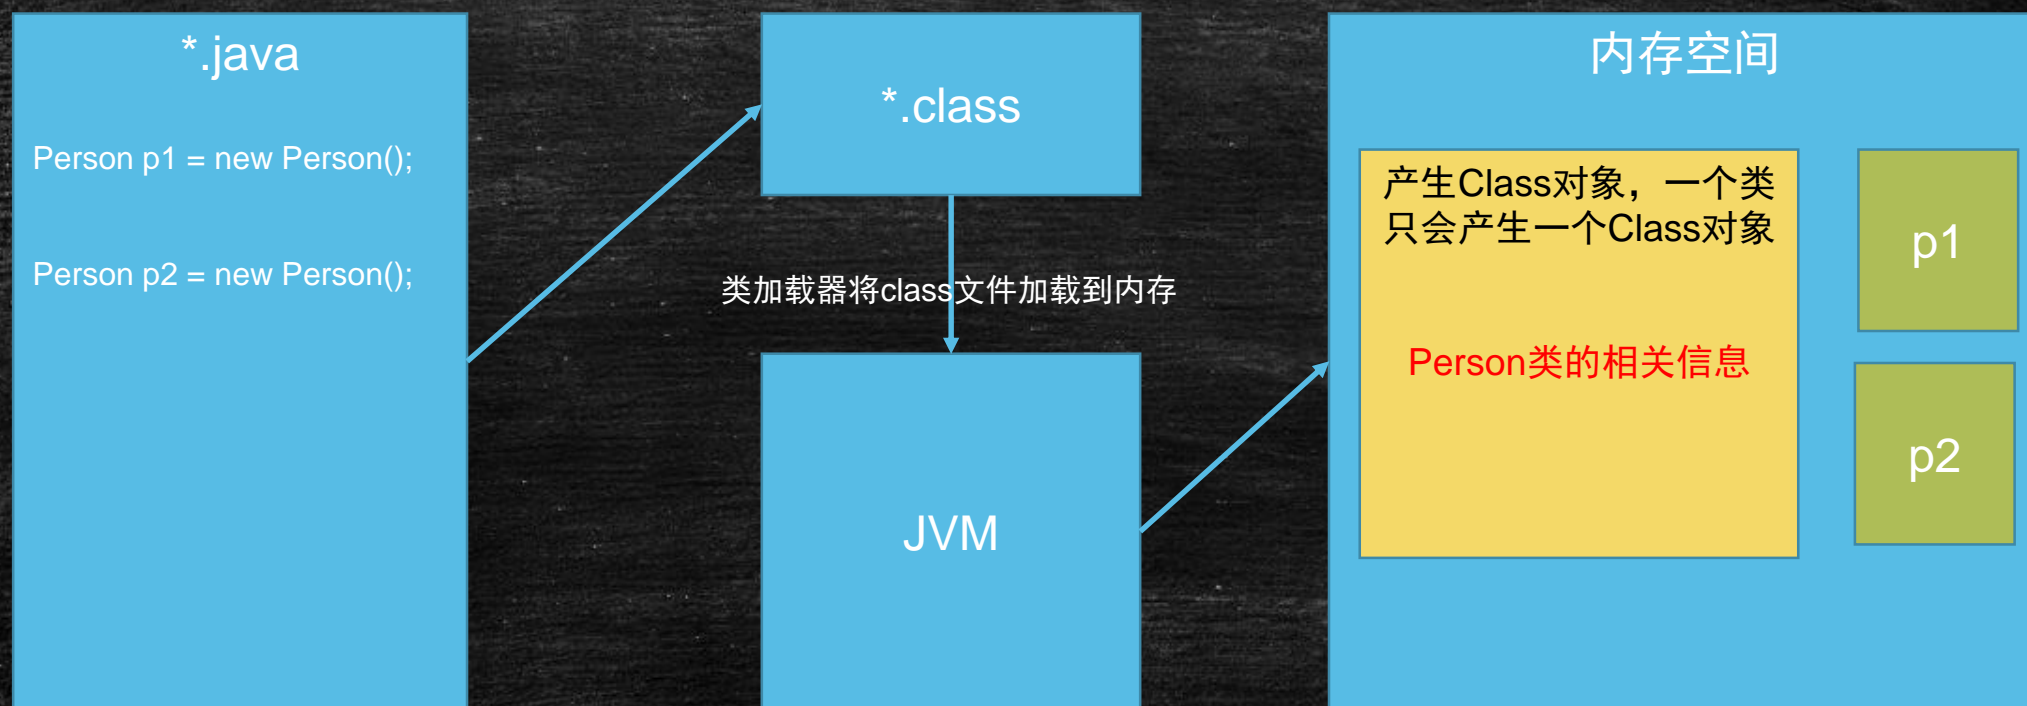 *.java
Person p1 = new Person();
Person p2 = new Person();
*.class
类加载器将class文件加载到内存
JVM
内存空间
产生Class对象，一个类
只会产生一个Class对象
Person类的相关信息
p1
p2